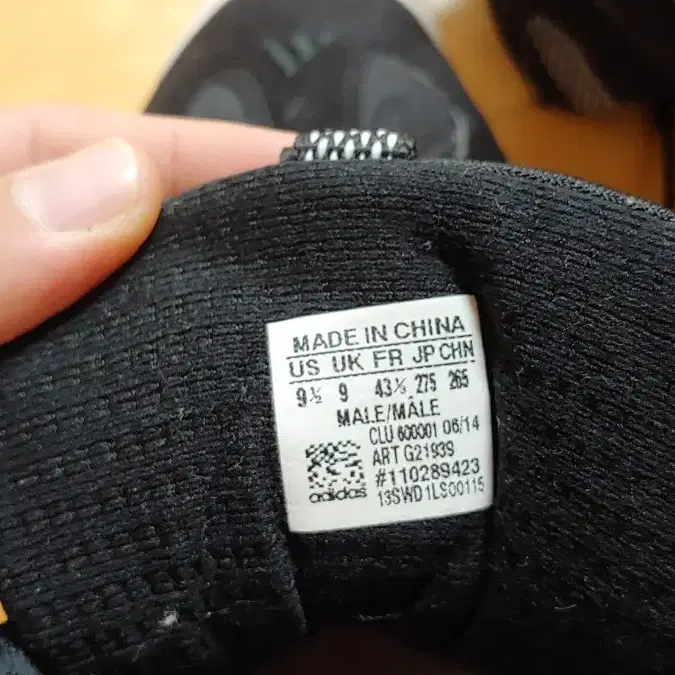 MADE IN CHINA
US UK FR JP CHN
9½ 9 43⅓ 275 265
MALE/MÂLE
CLU 600001 06/14
ART G21939
#110289423
adidas 13SWD1LS00115